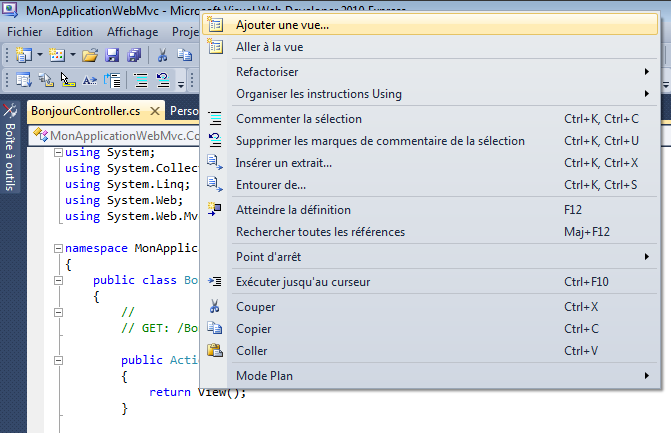 MonApplicationWebMvc - Microsoft Visual Web Developer 2010 Express
Fichier Edition Affichage
Ajouter une vue...
Aller à la vue
Refactoriser
Organiser les instructions Using
Commenter la sélection Ctrl+K, Ctrl+C
Supprimer les marques de commentaire de la sélection Ctrl+K, Ctrl+U
Insérer un extrait... Ctrl+K, Ctrl+X
Entourer de... Ctrl+K, Ctrl+S
Atteindre la définition F12
Rechercher toutes les références Maj+F12
Point d'arrêt
Exécuter jusqu'au curseur Ctrl+F10
Couper Ctrl+X
Copier Ctrl+C
Coller Ctrl+V
Mode Plan
Boîte à outils
BonjourController.cs Perso
MonApplicationWebMvc.Co
using System;
using System.Collec
using System.Linq;
using System.Web;
using System.Web.Mv
namespace MonApplic
{
public class Bo
{
//
// GET: /Bo
public Actio
{
return View();
}